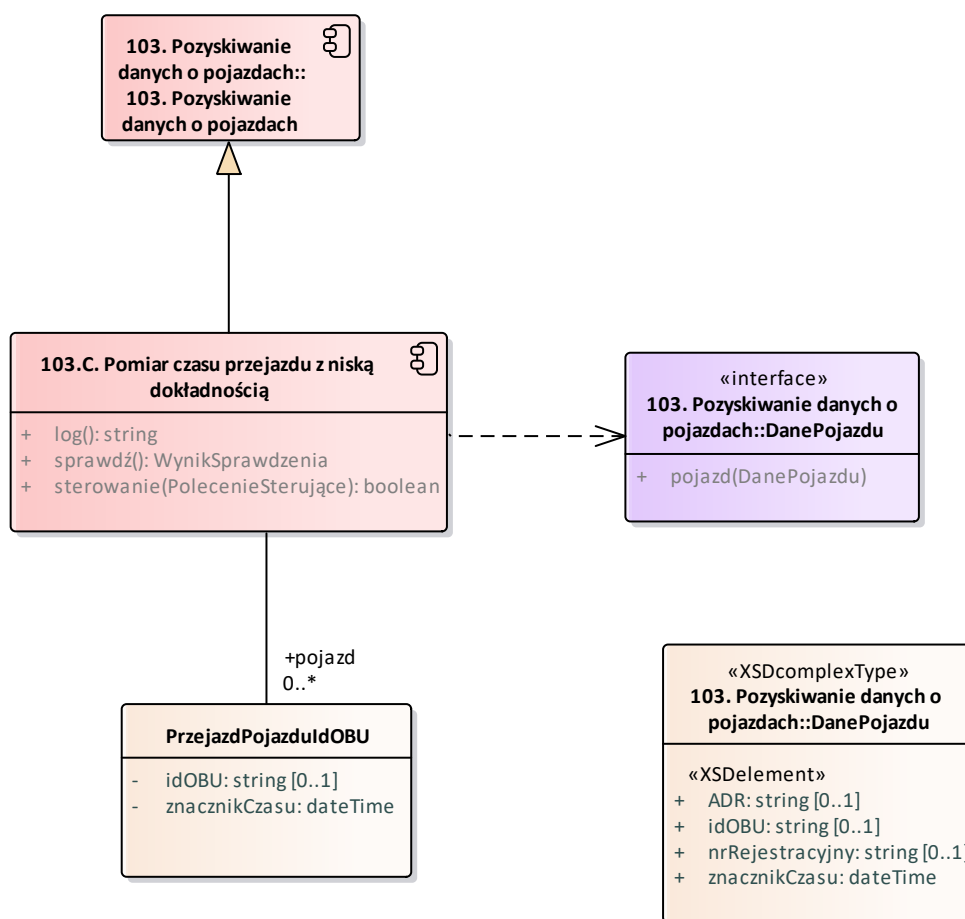 103. Pozyskiwanie
danych o pojazdach::
103. Pozyskiwanie
danych o pojazdach
103.C. Pomiar czasu przejazdu z niską
dokładnością
+ log(): string
+ sprawdź(): WynikSprawdzenia
+ sterowanie(PolecenieSterujące): boolean
«interface»
103. Pozyskiwanie danych o
pojazdach::DanePojazdu
+ pojazd(DanePojazdu)
+pojazd
0..*
PrzejazdPojazduIdOBU
- idOBU: string [0..1]
- znacznikCzasu: dateTime
«XSDcomplexType»
103. Pozyskiwanie danych o
pojazdach::DanePojazdu
«XSDelement»
+ ADR: string [0..1]
+ idOBU: string [0..1]
+ nrRejestracyjny: string [0..1]
+ znacznikCzasu: dateTime